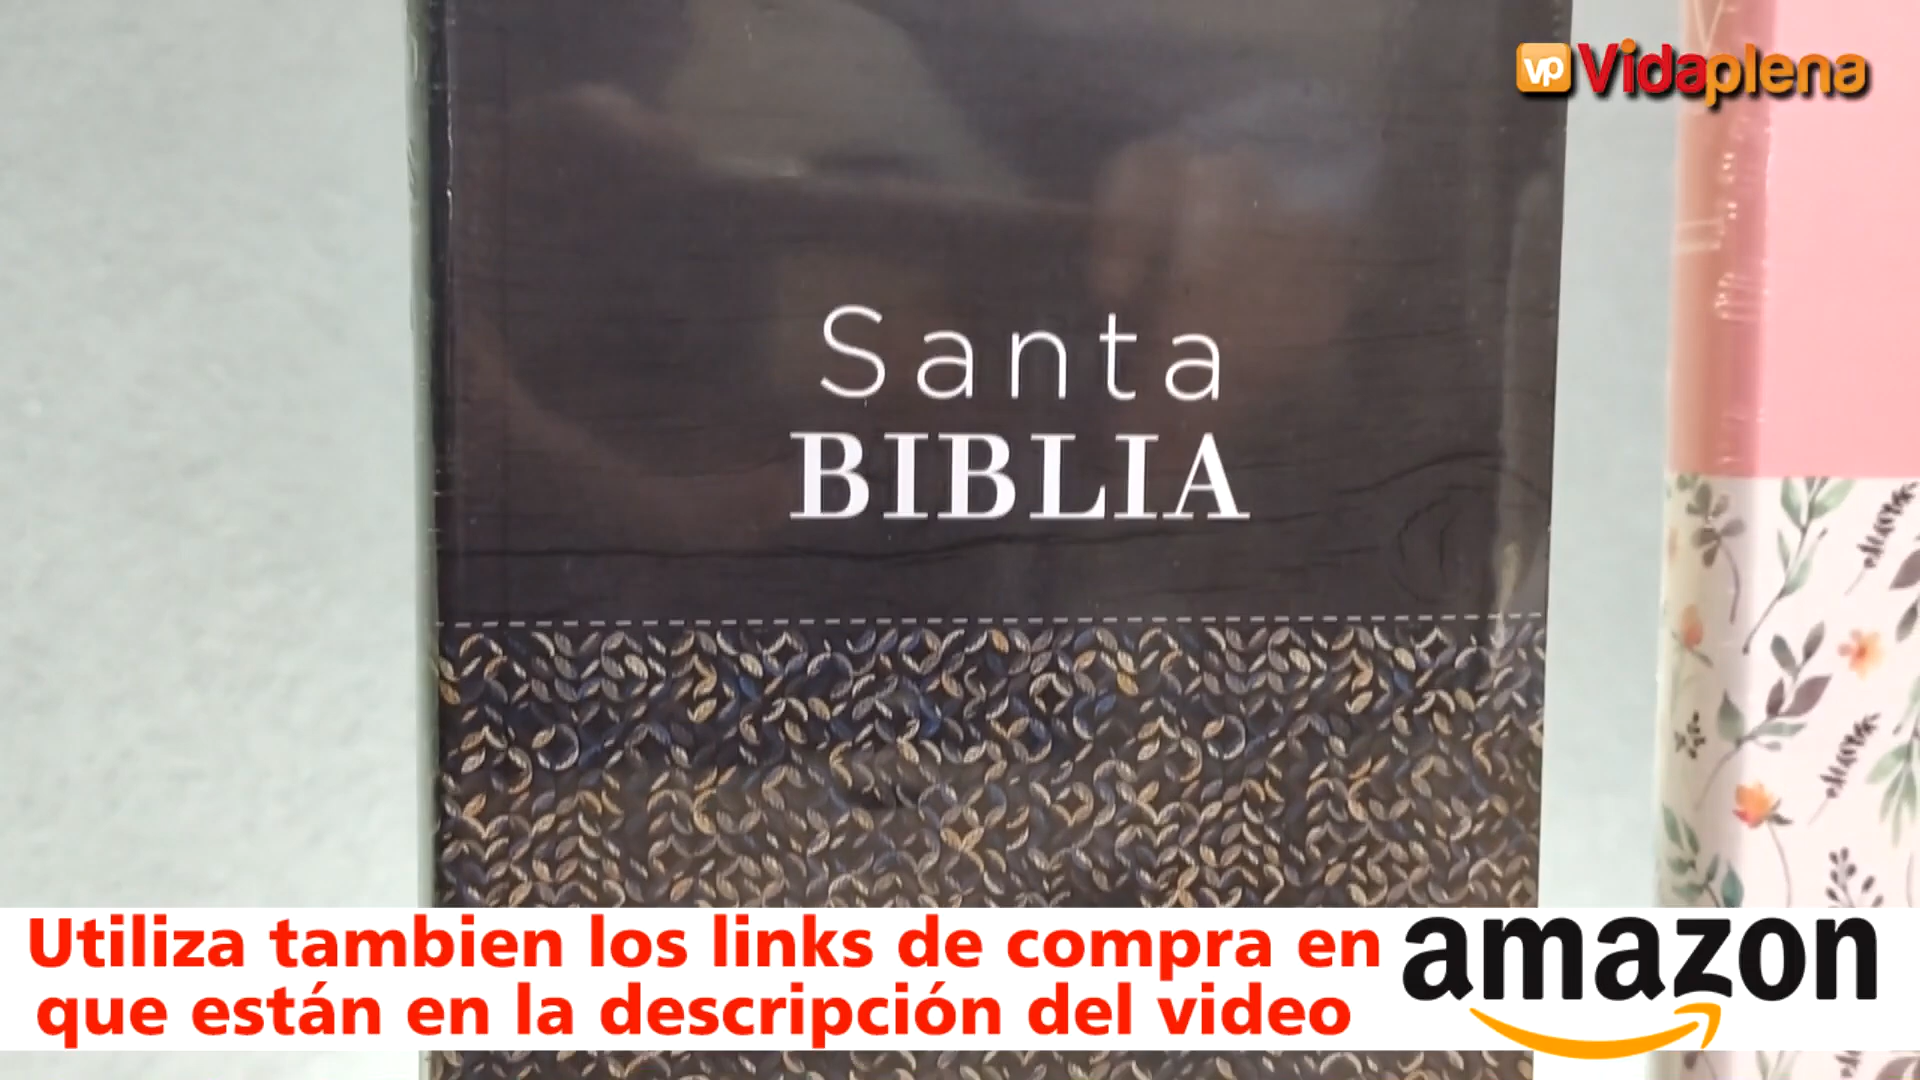 vp Vidaplena
Santa
BIBLIA
Utiliza tambien los links de compra en amazon
que están en la descripción del video